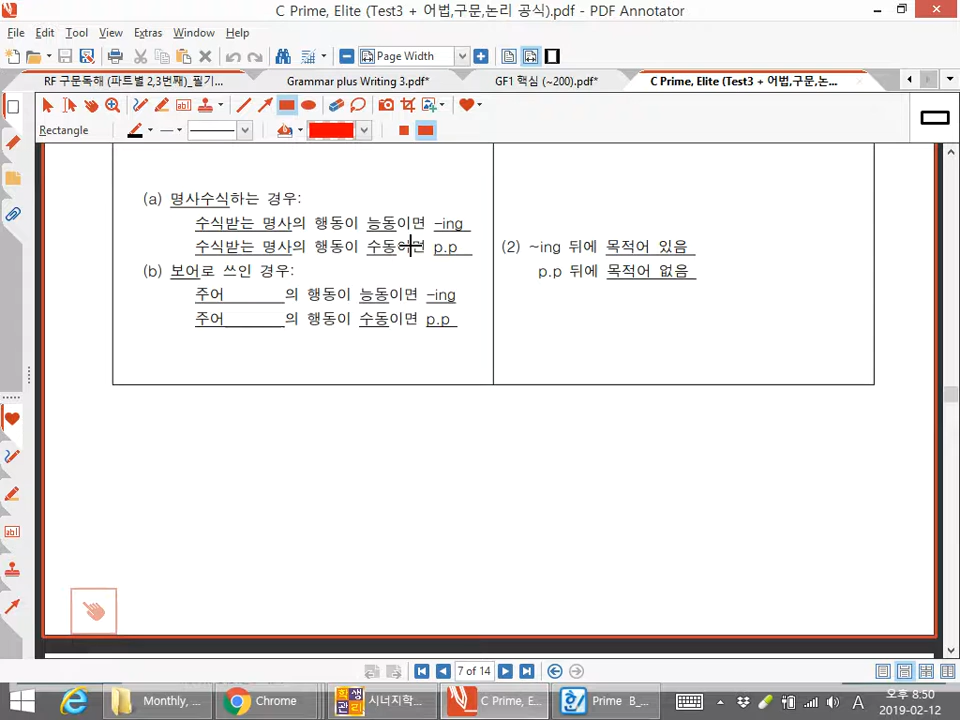 C Prime, Elite (Test3 + 어법,구문,논리 공식).pdf - PDF Annotator
File Edit Tool View Extras Window Help
Page Width
RF 구문독해 (파트별 2,3번째)_필기... Grammar plus Writing 3.pdf* GF1 핵심 (~200).pdf* C Prime, Elite (Test3 + 어법,구문,논...
Rectangle
(a) 명사수식하는 경우:
수식받는 명사의 행동이 능동이면 -ing
수식받는 명사의 행동이 수동이면 p.p
(b) 보어로 쓰인 경우:
주어 의 행동이 능동이면 -ing
주어 의 행동이 수동이면 p.p
(2) ~ing 뒤에 목적어 있음
p.p 뒤에 목적어 없음
7 of 14
Monthly, ... Chrome 학생관리 시너지학... C Prime, E... Prime B_...
A 오후 8:50
2019-02-12